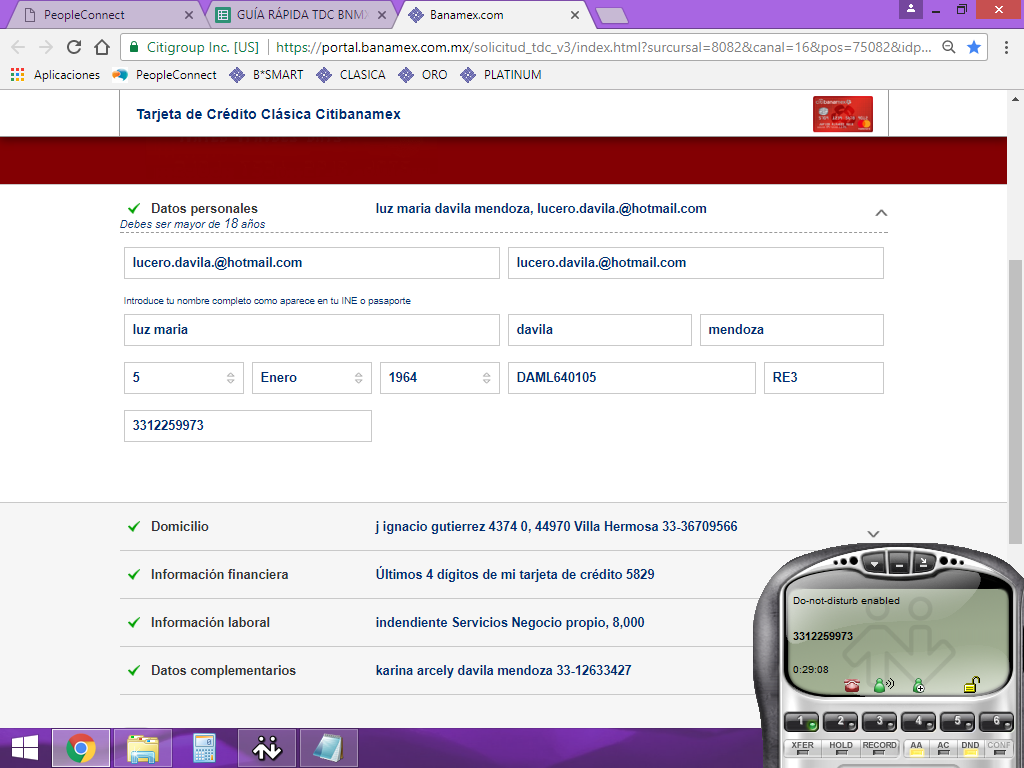 PeopleConnect
GUÍA RÁPIDA TDC BNMX
Banamex.com
Citigroup Inc. [US]
https://portal.banamex.com.mx/solicitud_tdc_v3/index.html?sursursal=8082&canal=16&pos=75082&idp...
Aplicaciones PeopleConnect B*SMART CLASICA ORO PLATINUM
Tarjeta de Crédito Clásica Citibanamex
Datos personales luz maria davila mendoza, lucero.davila.@hotmail.com
Debes ser mayor de 18 años
lucero.davila.@hotmail.com lucero.davila.@hotmail.com
Introduce tu nombre completo como aparece en tu INE o pasaporte
luz maria davila mendoza
5 Enero 1964 DAML640105 RE3
3312259973
Domicilio j ignacio gutierrez 4374 0, 44970 Villa Hermosa 33-36709566
Información financiera Últimos 4 dígitos de mi tarjeta de crédito 5829
Información laboral indendiente Servicios Negocio propio, 8,000
Datos complementarios karina arcely davila mendoza 33-12633427
Do-not-disturb enabled
3312259973
0:29:08
1 2 3 4 5 6
XFER HOLD RECORD AA AC DND CONF